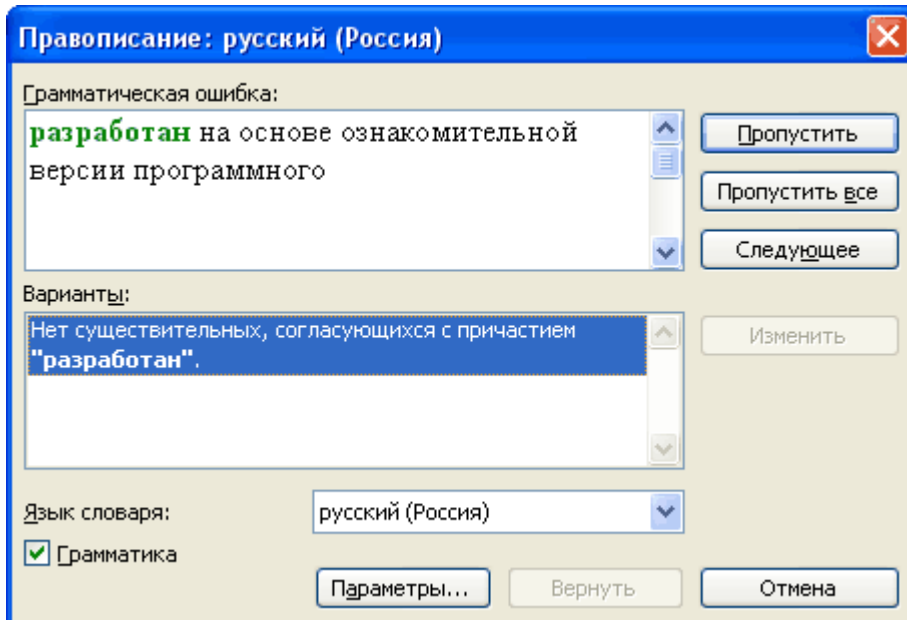 Правописание: русский (Россия)
Грамматическая ошибка:
разработан на основе ознакомительной
версии программного
Пропустить
Пропустить все
Следующее
Варианты:
Нет существительных, согласующихся с причастием
"разработан".
Изменить
Язык словаря:
русский (Россия)
Грамматика
Параметры...
Вернуть
Отмена